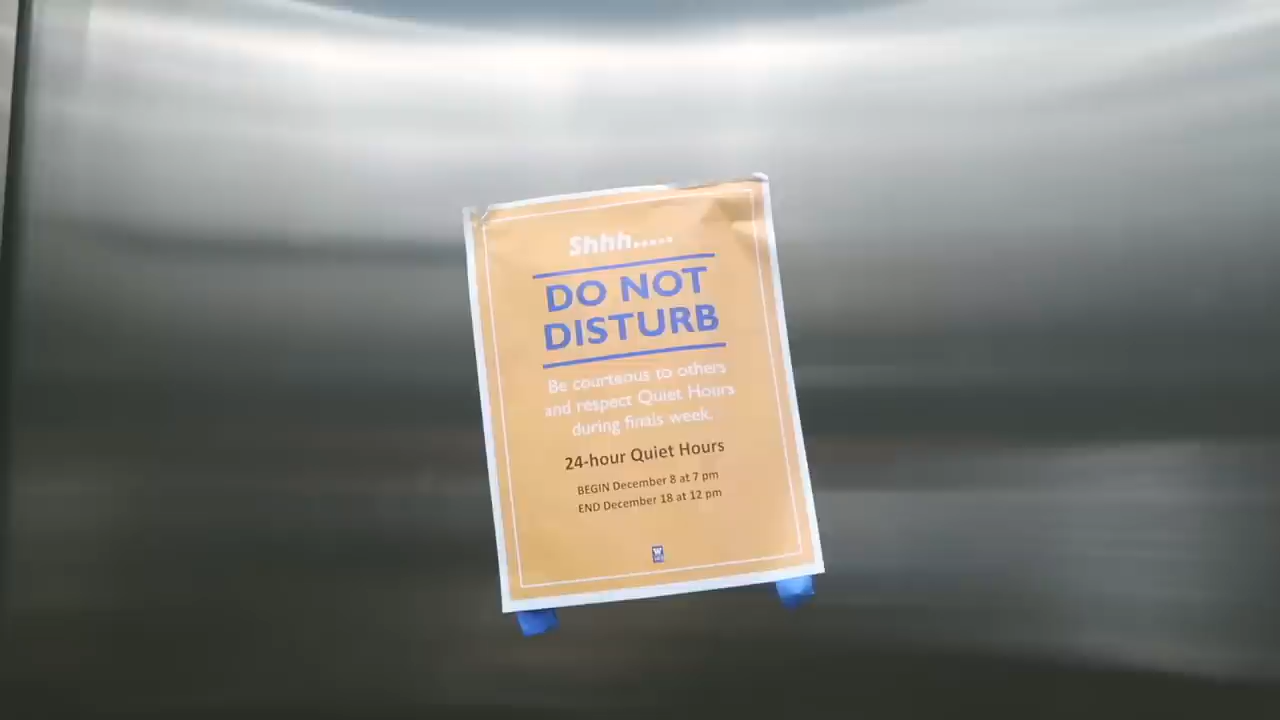 Shhh.....
DO NOT
DISTURB
Be courteous to others
and respect Quiet Hours
during finals week.
24-hour Quiet Hours
BEGIN December 8 at 7 pm
END December 18 at 12 pm
W